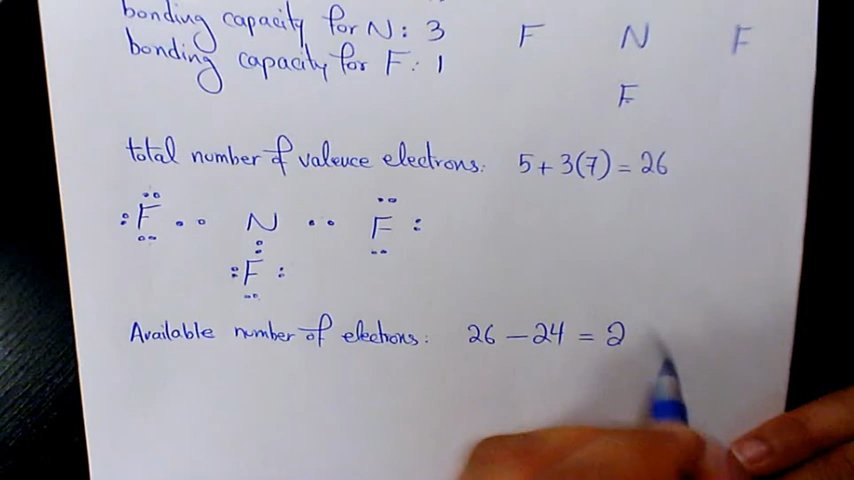 bonding capacity for N: 3 F N F
bonding capacity for F: 1
F
total number of valence electrons: 5 + 3(7) = 26
:F·· N ·· F:
:F:
Available number of electrons: 26 - 24 = 2